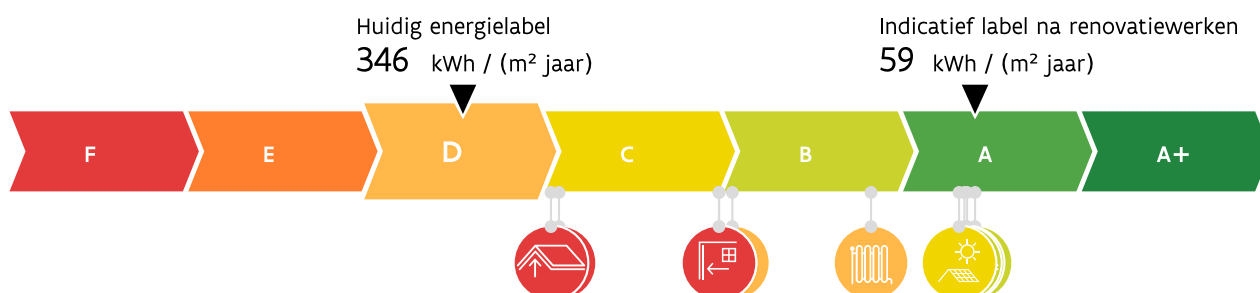 Huidig energielabel
346 kWh / (m² jaar)
Indicatief label na renovatiewerken
59 kWh / (m² jaar)
F E D C B A A+